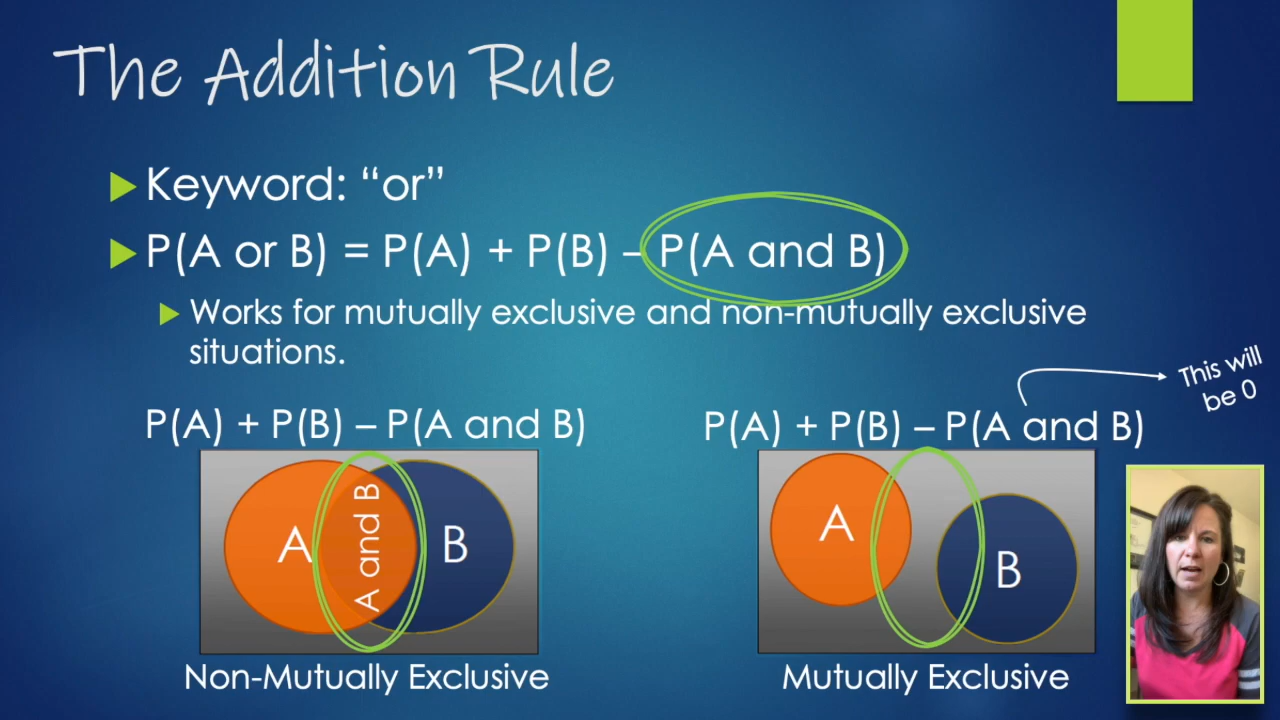 The Addition Rule
Keyword: “or”
P(A or B) = P(A) + P(B) – P(A and B)
Works for mutually exclusive and non-mutually exclusive
situations.
This will
be 0
P(A) + P(B) – P(A and B)
P(A) + P(B) – P(A and B)
A
A and B
B
A
B
Non-Mutually Exclusive
Mutually Exclusive